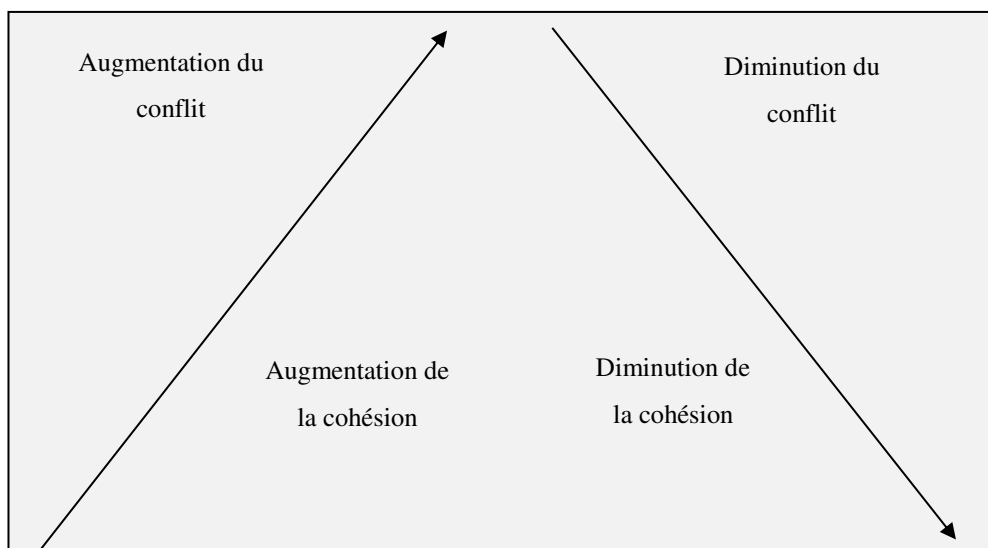 Augmentation du
conflit
Diminution du
conflit
Augmentation de
la cohésion
Diminution de
la cohésion